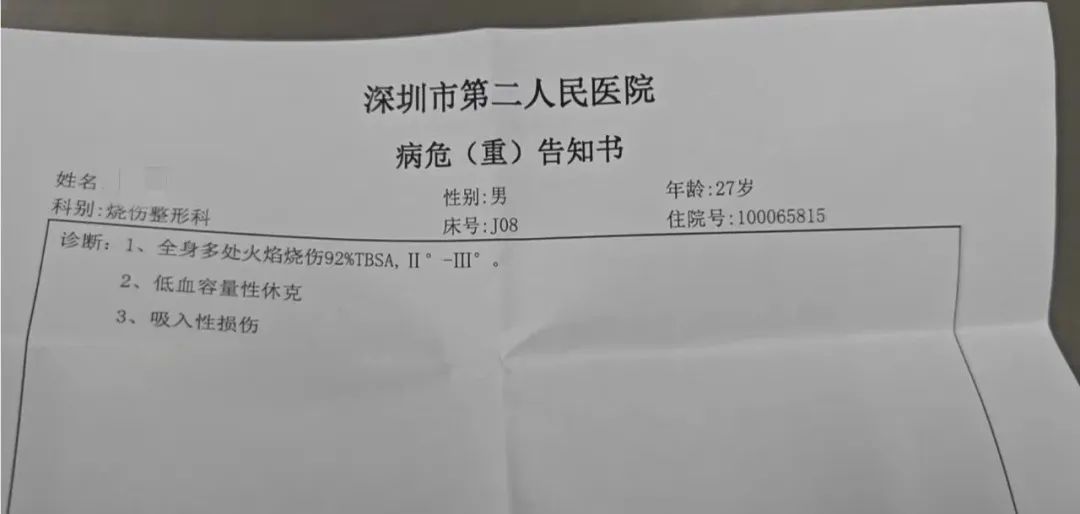 深圳市第二人民医院
病危（重）告知书
姓名 性别:男 年龄:27岁
科别:烧伤整形科 床号:J08 住院号:100065815
诊断：1、全身多处火焰烧伤92%TBSA,Ⅱ°-Ⅲ°。
2、低血容量性休克
3、吸入性损伤